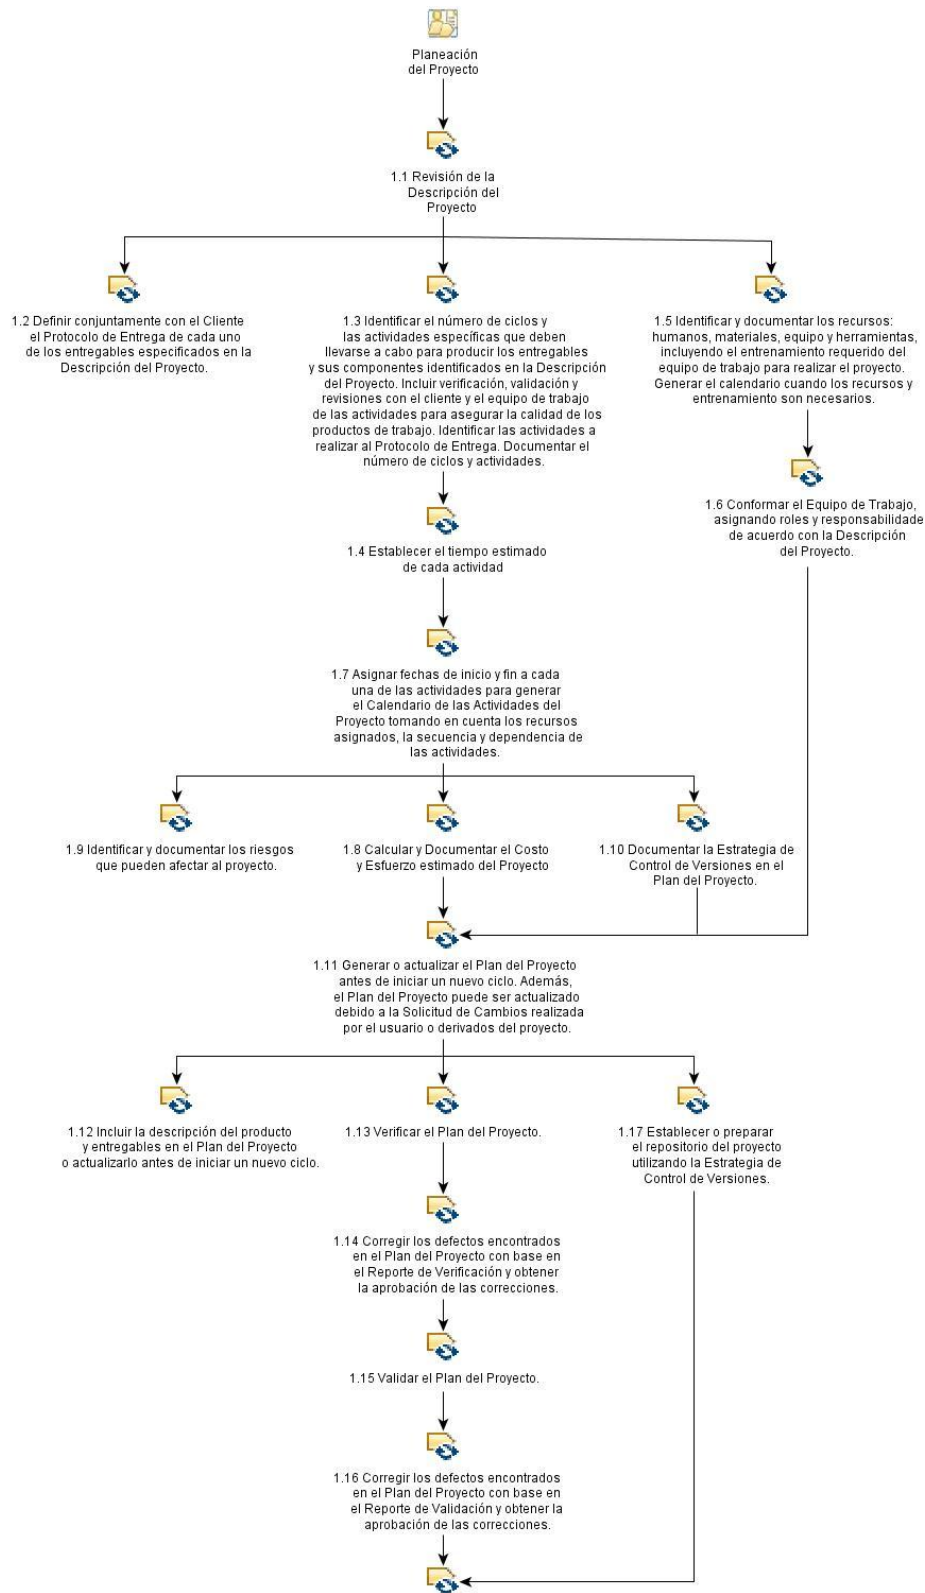 Planeación
del Proyecto
1.1 Revisión de la
Descripción del
Proyecto
1.2 Definir conjuntamente con el Cliente
el Protocolo de Entrega de cada uno
de los entregables especificados en la
Descripción del Proyecto.
1.3 Identificar el número de ciclos y
las actividades específicas que deben
llevarse a cabo para producir los entregables
y sus componentes identificados en la Descripción
del Proyecto. Incluir verificación, validación y
revisiones con el cliente y el equipo de trabajo
de las actividades para asegurar la calidad de los
productos de trabajo. Identificar las actividades a
realizar al Protocolo de Entrega. Documentar el
número de ciclos y actividades.
1.5 Identificar y documentar los recursos:
humanos, materiales, equipo y herramientas,
incluyendo el entrenamiento requerido del
equipo de trabajo para realizar el proyecto.
Generar el calendario cuando los recursos y
entrenamiento son necesarios.
1.6 Conformar el Equipo de Trabajo,
asignando roles y responsabilidade
de acuerdo con la Descripción
del Proyecto.
1.4 Establecer el tiempo estimado
de cada actividad
1.7 Asignar fechas de inicio y fin a cada
una de las actividades para generar
el Calendario de las Actividades del
Proyecto tomando en cuenta los recursos
asignados, la secuencia y dependencia de
las actividades.
1.9 Identificar y documentar los riesgos
que pueden afectar al proyecto.
1.8 Calcular y Documentar el Costo
y Esfuerzo estimado del Proyecto
1.10 Documentar la Estrategia de
Control de Versiones en el
Plan del Proyecto.
1.11 Generar o actualizar el Plan del Proyecto
antes de iniciar un nuevo ciclo. Además,
el Plan del Proyecto puede ser actualizado
debido a la Solicitud de Cambios realizada
por el usuario o derivados del proyecto.
1.12 Incluir la descripción del producto
y entregables en el Plan del Proyecto
o actualizarlo antes de iniciar un nuevo ciclo.
1.13 Verificar el Plan del Proyecto.
1.17 Establecer o preparar
el repositorio del proyecto
utilizando la Estrategia de
Control de Versiones.
1.14 Corregir los defectos encontrados
en el Plan del Proyecto con base en
el Reporte de Verificación y obtener
la aprobación de las correcciones.
1.15 Validar el Plan del Proyecto.
1.16 Corregir los defectos encontrados
en el Plan del Proyecto con base en
el Reporte de Validación y obtener la
aprobación de las correcciones.